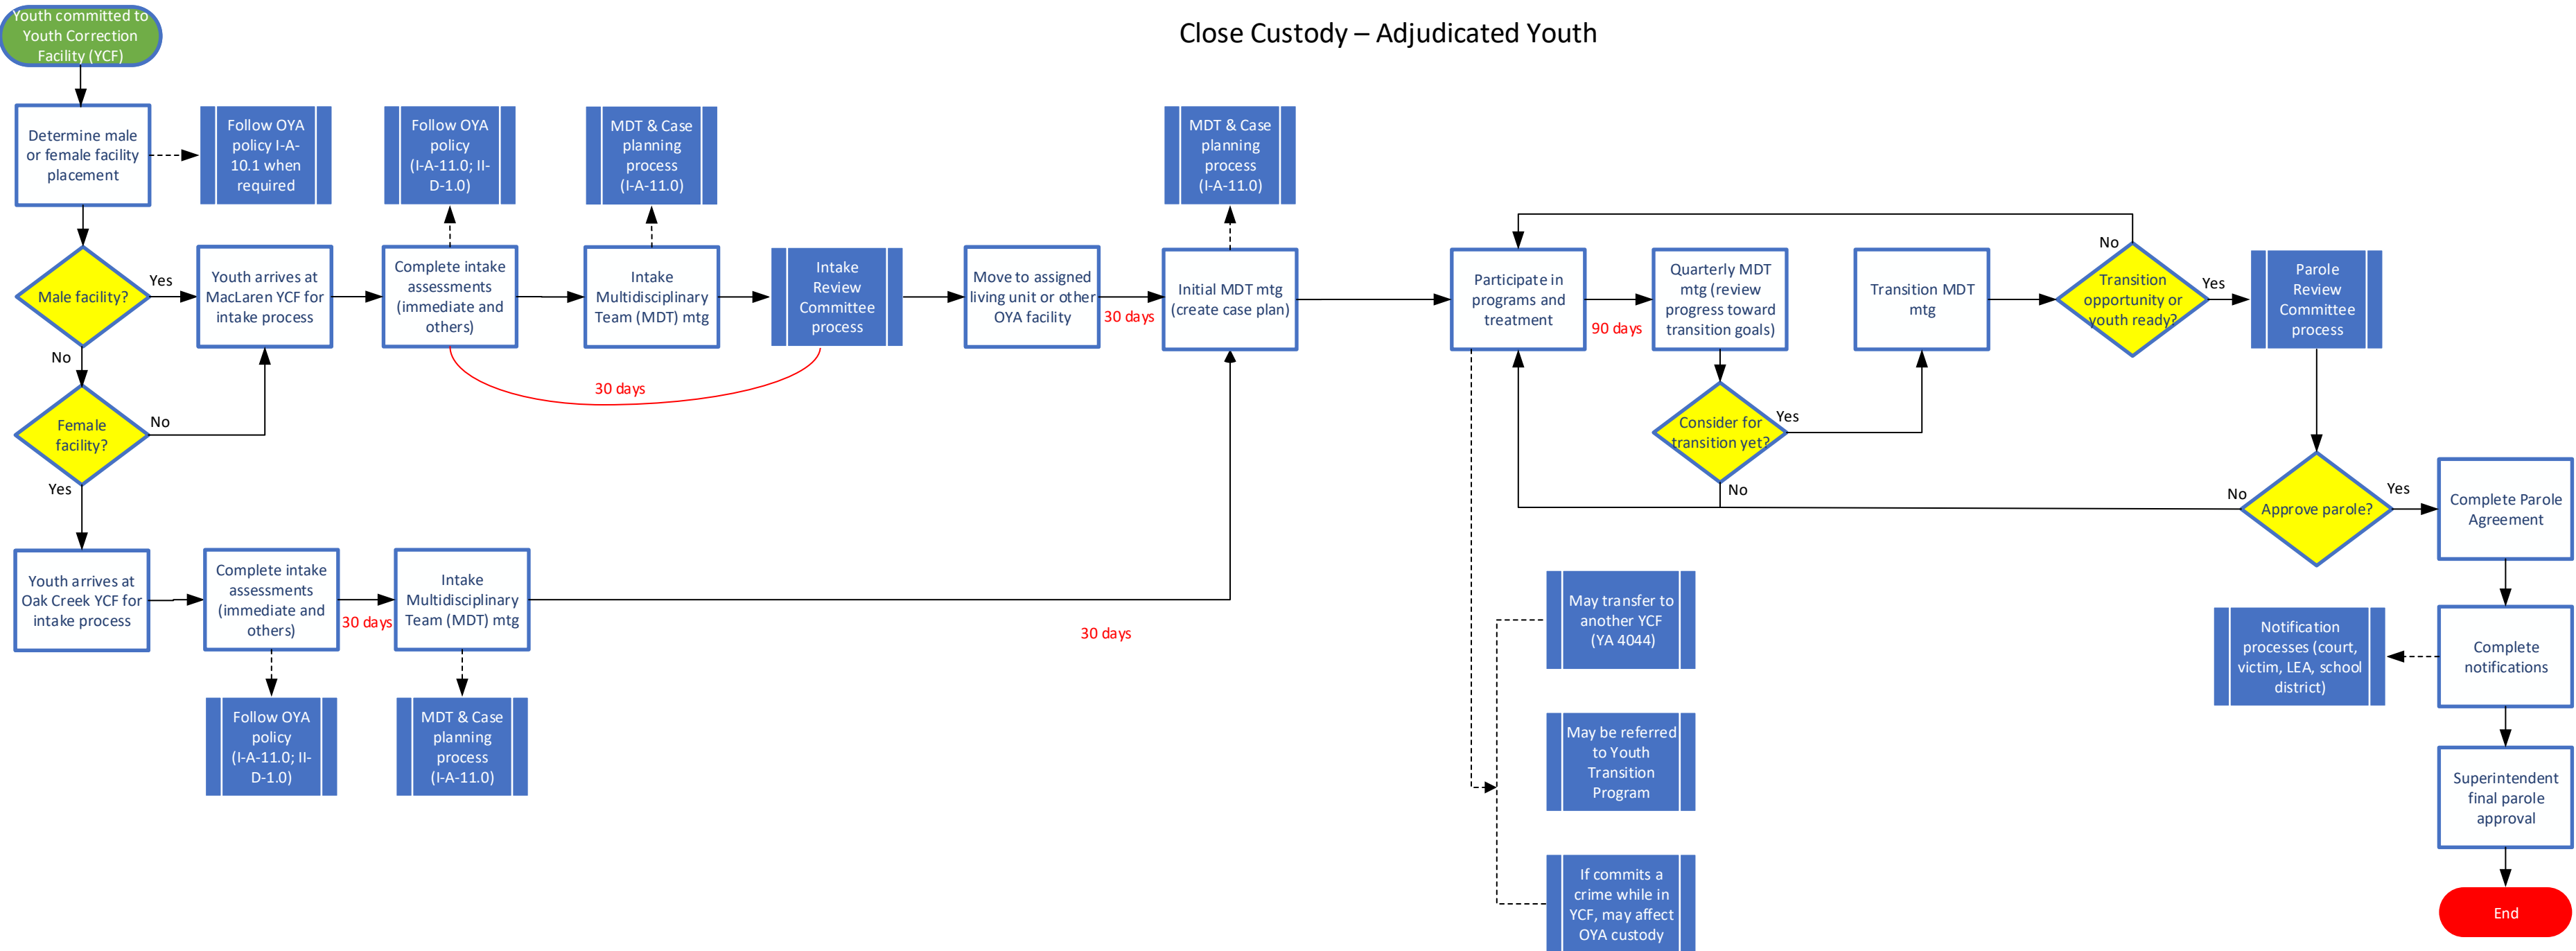 Close Custody – Adjudicated Youth
Youth committed to
Youth Correction
Facility (YCF)
Determine male
or female facility
placement
Follow OYA
policy I-A-
10.1 when
required
Follow OYA
policy
(I-A-11.0; II-
D-1.0)
MDT & Case
planning
process
(I-A-11.0)
MDT & Case
planning
process
(I-A-11.0)
Male facility?
Yes
No
Youth arrives at
MacLaren YCF for
intake process
Complete intake
assessments
(immediate and
others)
Intake
Multidisciplinary
Team (MDT) mtg
Intake
Review
Committee
process
30 days
Move to assigned
living unit or other
OYA facility
30 days
Initial MDT mtg
(create case plan)
Participate in
programs and
treatment
90 days
Quarterly MDT
mtg (review
progress toward
transition goals)
Transition MDT
mtg
No
Transition
opportunity or
youth ready?
Yes
Parole
Review
Committee
process
Female
facility?
No
Yes
Consider for
transition yet?
Yes
No
No
Approve parole?
Yes
Complete Parole
Agreement
Youth arrives at
Oak Creek YCF for
intake process
Complete intake
assessments
(immediate and
others)
30 days
Intake
Multidisciplinary
Team (MDT) mtg
30 days
Follow OYA
policy
(I-A-11.0; II-
D-1.0)
MDT & Case
planning
process
(I-A-11.0)
May transfer to
another YCF
(YA 4044)
May be referred
to Youth
Transition
Program
If commits a
crime while in
YCF, may affect
OYA custody
Notification
processes (court,
victim, LEA, school
district)
Complete
notifications
Superintendent
final parole
approval
End